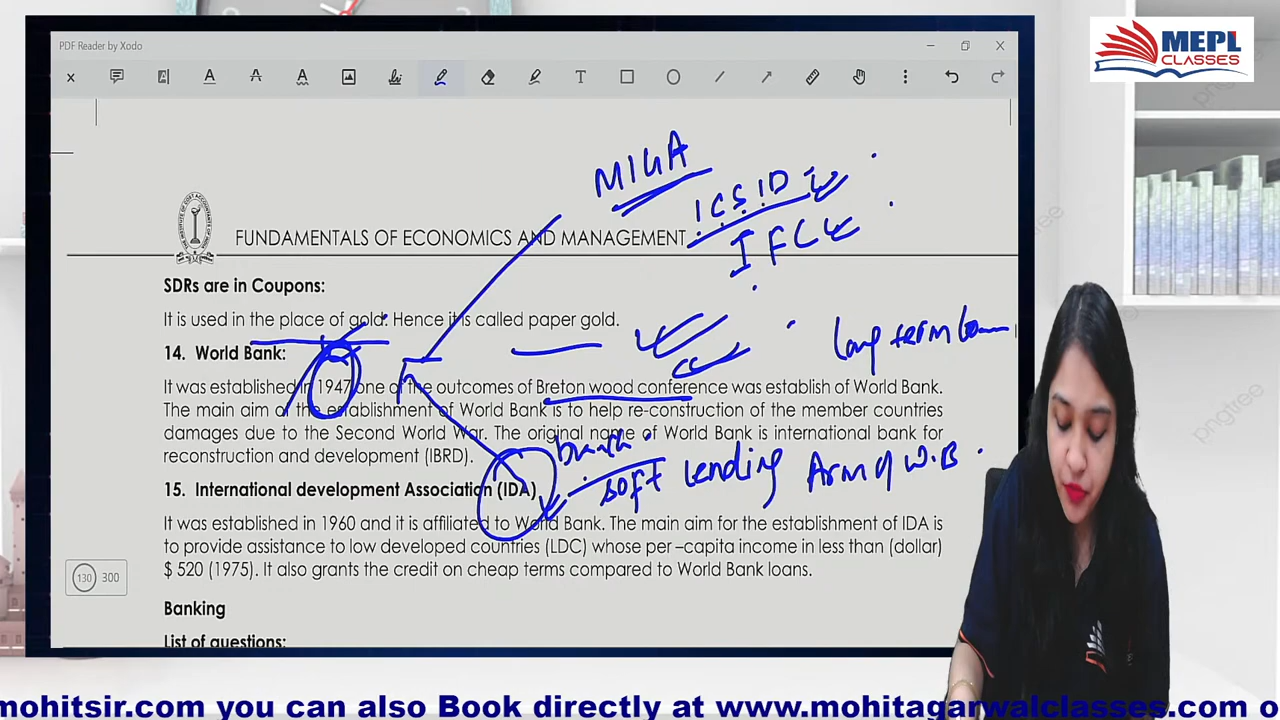 PDF Reader by Xodo
MEPL
CLASSES
MIGA
ICSID
IFC
FUNDAMENTALS OF ECONOMICS AND MANAGEMENT
SDRs are in Coupons:
It is used in the place of gold. Hence it is called paper gold.
14. World Bank:
long term loan
It was established in 1947 one of the outcomes of Breton wood conference was establish of World Bank.
The main aim of the establishment of World Bank is to help re-construction of the member countries
damages due to the Second World War. The original name of World Bank is international bank for
reconstruction and development (IBRD).
branch
soft lending Arm of W.B
15. International development Association (IDA)
It was established in 1960 and it is affiliated to World Bank. The main aim for the establishment of IDA is
to provide assistance to low developed countries (LDC) whose per –capita income in less than (dollar)
$ 520 (1975). It also grants the credit on cheap terms compared to World Bank loans.
130 300
Banking
List of questions:
mohitsir.com you can also Book directly at www.mohitagarwalclasses.com o